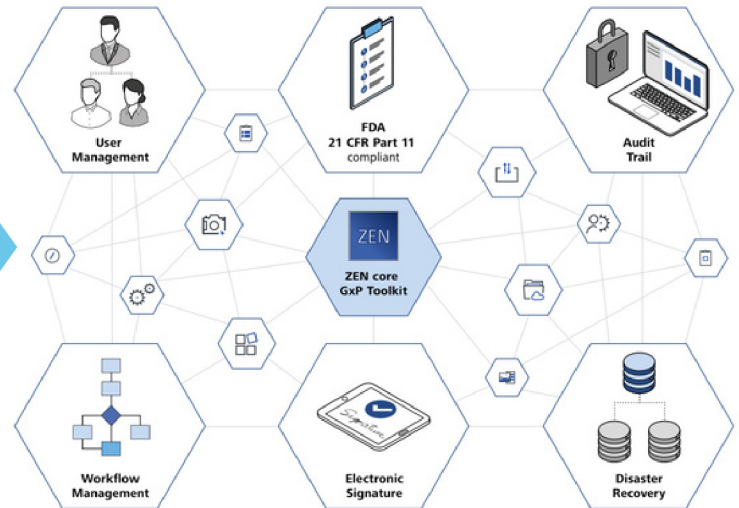 User
Management
FDA
21 CFR Part 11
compliant
Audit
Trail
ZEN
ZEN core
GxP Toolkit
Workflow
Management
Signature
Electronic
Signature
Disaster
Recovery